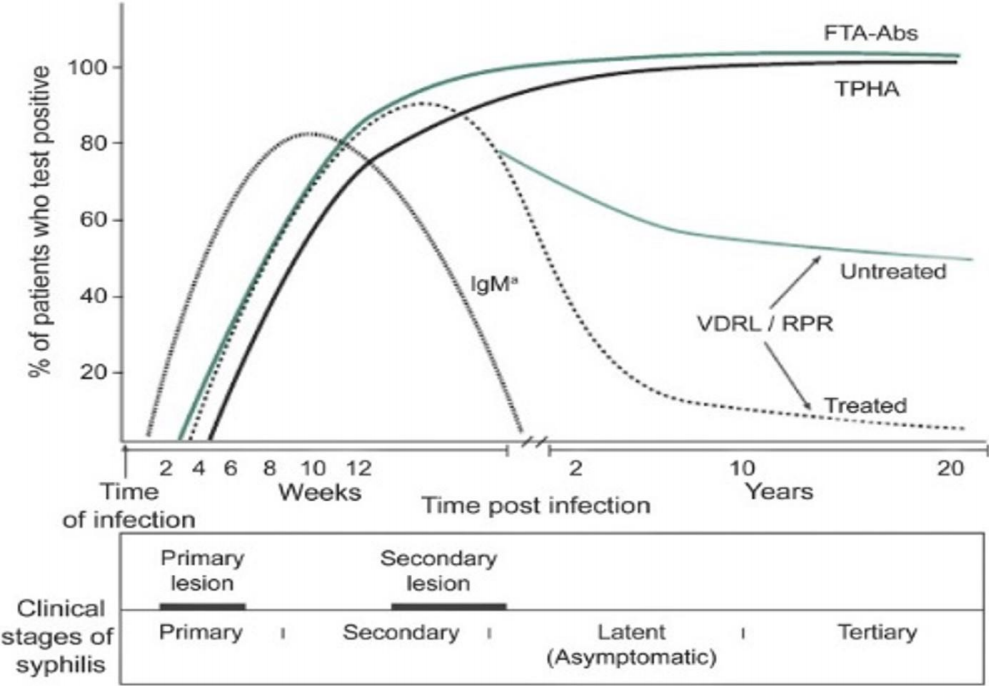 % of patients who test positive
100
80
60
40
20
FTA-Abs
TPHA
IgMª
Untreated
VDRL / RPR
Treated
2 4 6 8 10 12 2 10 20
Time of infection
Weeks
Time post infection
Years
Primary
lesion
Secondary
lesion
Clinical
stages of
syphilis
Primary
Secondary
Latent
(Asymptomatic)
Tertiary